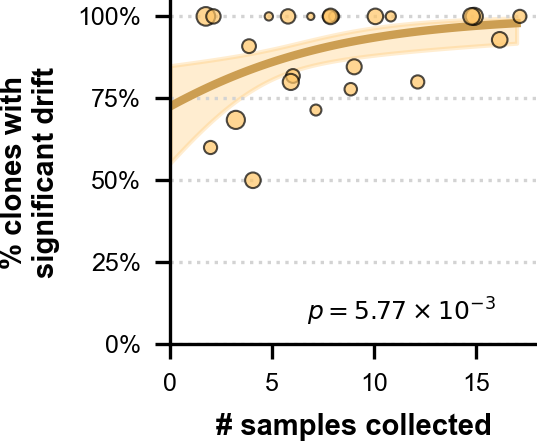 100%
75%
50%
25%
0%
% clones with
significant drift
p = 5.77 × 10⁻³
0 5 10 15
# samples collected